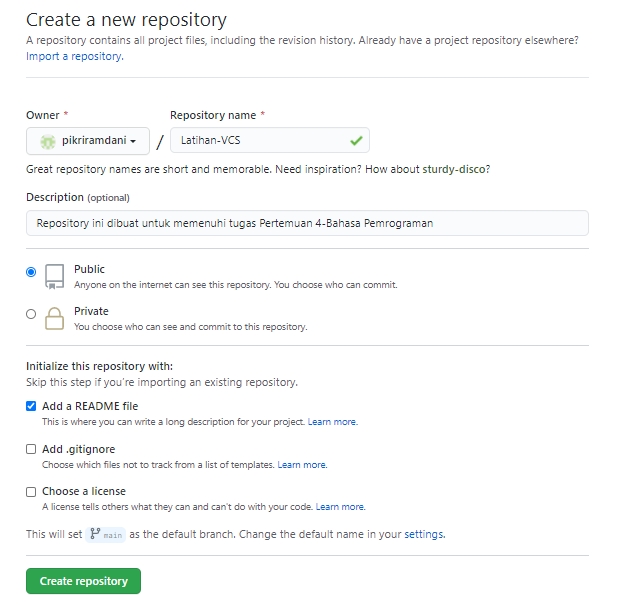 Create a new repository
A repository contains all project files, including the revision history. Already have a project repository elsewhere?
Import a repository.
Owner * Repository name *
pikriramdani / Latihan-VCS
Great repository names are short and memorable. Need inspiration? How about sturdy-disco?
Description (optional)
Repository ini dibuat untuk memenuhi tugas Pertemuan 4-Bahasa Pemrograman
Public
Anyone on the internet can see this repository. You choose who can commit.
Private
You choose who can see and commit to this repository.
Initialize this repository with:
Skip this step if you're importing an existing repository.
Add a README file
This is where you can write a long description for your project. Learn more.
Add .gitignore
Choose which files not to track from a list of templates. Learn more.
Choose a license
A license tells others what they can and can't do with your code. Learn more.
This will set main as the default branch. Change the default name in your settings.
Create repository